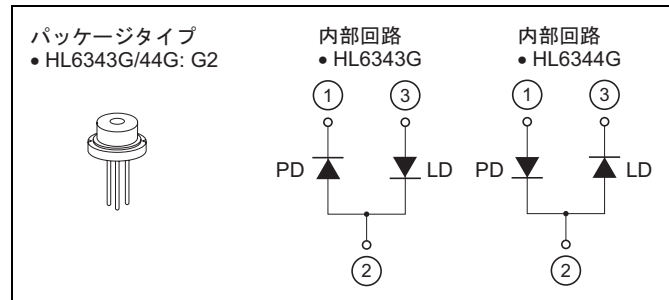 パッケージタイプ
• HL6343G/44G: G2
内部回路
• HL6343G
1 3
PD LD
2
内部回路
• HL6344G
1 3
PD LD
2